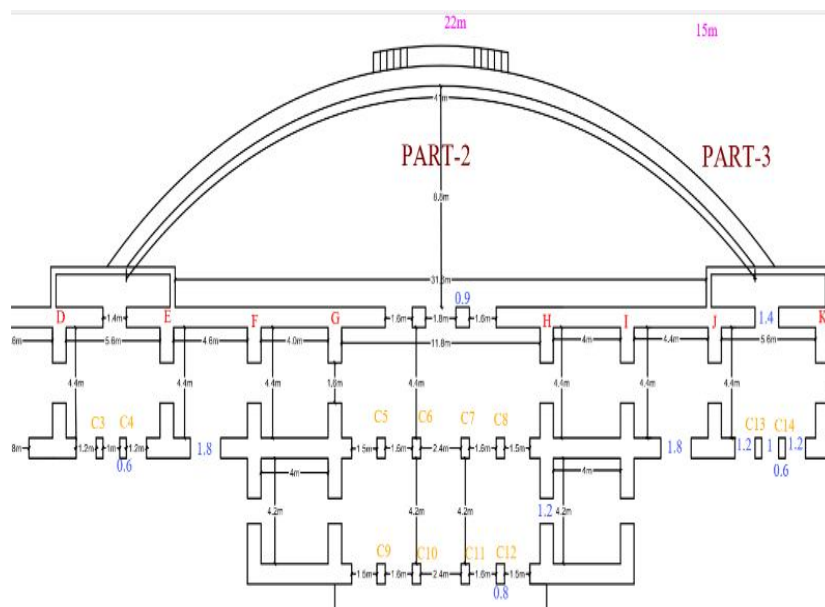 22m
15m
41m
PART-2
PART-3
8.8m
0.9
D
1.4m
E
F
G
1.6m
1.8m
1.6m
H
I
J
1.4
K
5.6m
4.6m
4.0m
11.8m
4m
4.4m
5.6m
4.4m
4.4m
4.4m
1.6m
4.4m
4.4m
4.4m
4.4m
C3
C4
C5
C6
C7
C8
C13
C14
8m
1.2m
1m
1.2m
0.6
1.8
1.5m
1.6m
2.4m
1.6m
1.5m
1.8
1.2
1
1.2
0.6
4m
4m
4.2m
4.2m
4.2m
1.2
4.2m
C9
C10
C11
C12
1.5m
1.6m
2.4m
1.6m
1.5m
0.8